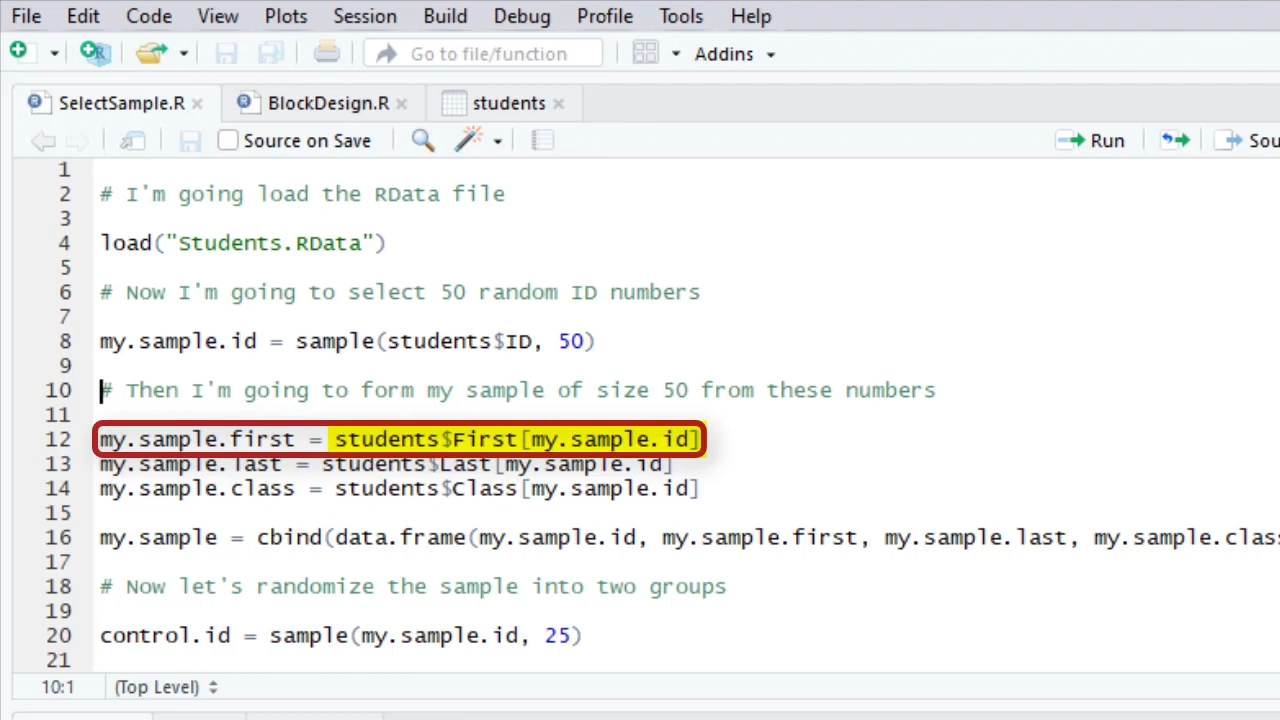 File Edit Code View Plots Session Build Debug Profile Tools Help
Go to file/function Addins
SelectSample.R BlockDesign.R students
Source on Save Run Sou
1
2 # I'm going load the RData file
3
4 load("Students.RData")
5
6 # Now I'm going to select 50 random ID numbers
7
8 my.sample.id = sample(students$ID, 50)
9
10 # Then I'm going to form my sample of size 50 from these numbers
11
12 my.sample.first = students$First[my.sample.id]
13 my.sample.last = students$Last[my.sample.id]
14 my.sample.class = students$Class[my.sample.id]
15
16 my.sample = cbind(data.frame(my.sample.id, my.sample.first, my.sample.last, my.sample.clas
17
18 # Now let's randomize the sample into two groups
19
20 control.id = sample(my.sample.id, 25)
21
10:1 (Top Level)